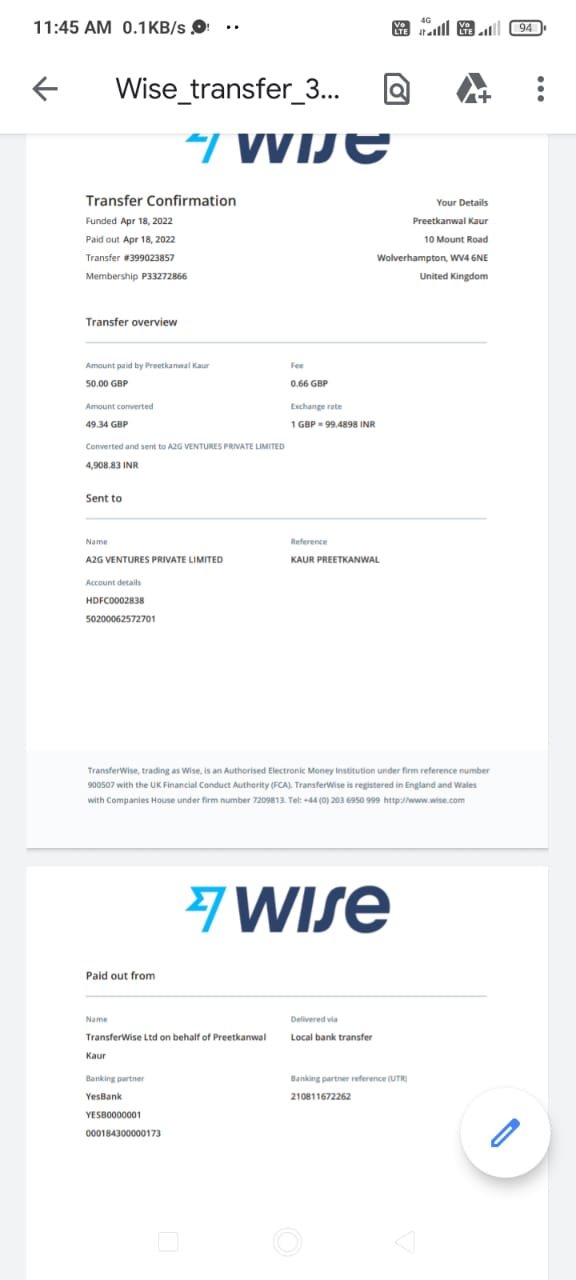 11:45 AM 0.1KB/s
Vo LTE 4G Vo LTE 94
Wise_transfer_3...
wise
Transfer Confirmation
Your Details
Funded Apr 18, 2022
Preetkanwal Kaur
Paid out Apr 18, 2022
10 Mount Road
Transfer #399023857
Wolverhampton, WV4 6NE
Membership P33272866
United Kingdom
Transfer overview
Amount paid by Preetkanwal Kaur
Fee
50.00 GBP
0.66 GBP
Amount converted
Exchange rate
49.34 GBP
1 GBP = 99.4898 INR
Converted and sent to A2G VENTURES PRIVATE LIMITED
4,908.83 INR
Sent to
Name
Reference
A2G VENTURES PRIVATE LIMITED
KAUR PREETKANWAL
Account details
HDFC0002838
50200062572701
TransferWise, trading as Wise, is an Authorised Electronic Money Institution under firm reference number
900507 with the UK Financial Conduct Authority (FCA). TransferWise is registered in England and Wales
with Companies House under firm number 7209813. Tel: +44 (0) 203 6950 999 http://www.wise.com
wise
Paid out from
Name
Delivered via
TransferWise Ltd on behalf of Preetkanwal
Local bank transfer
Kaur
Banking partner
Banking partner reference (UTR)
YesBank
210811672262
YESB0000001
000184300000173